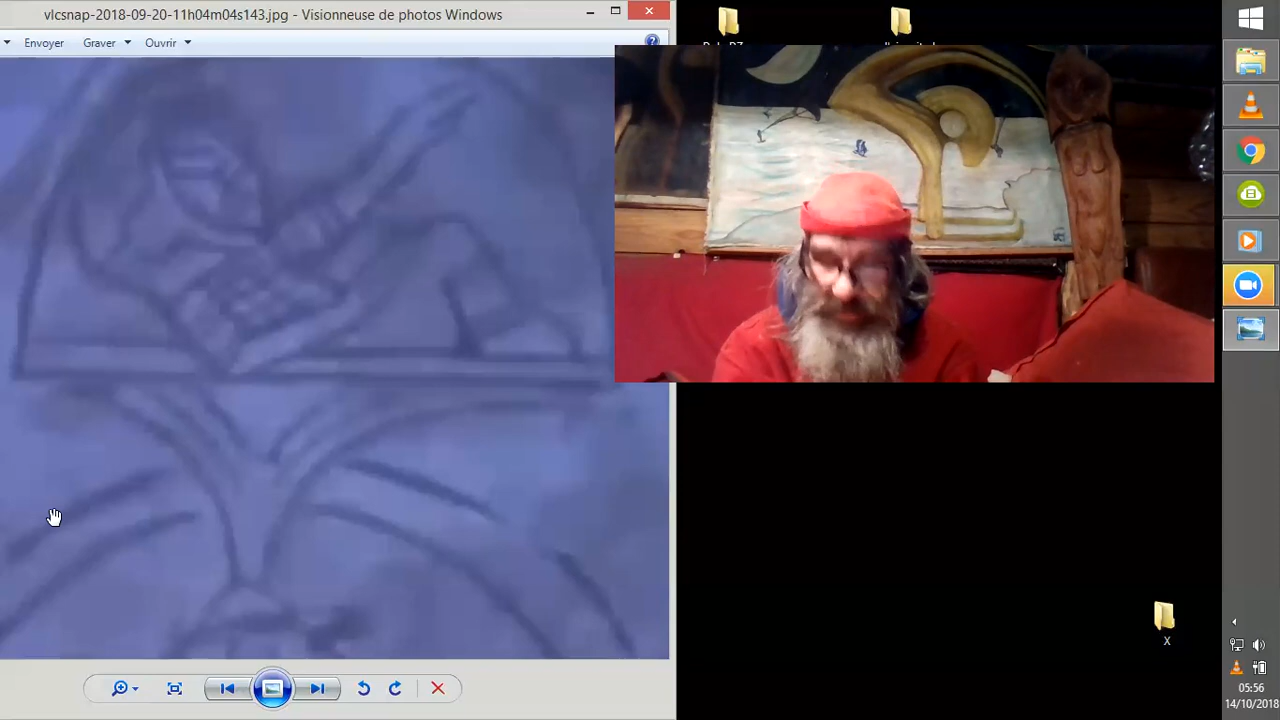 vlcsnap-2018-09-20-11h04m04s143.jpg - Visionneuse de photos Windows
Envoyer Graver Ouvrir
X
05:56
14/10/2018